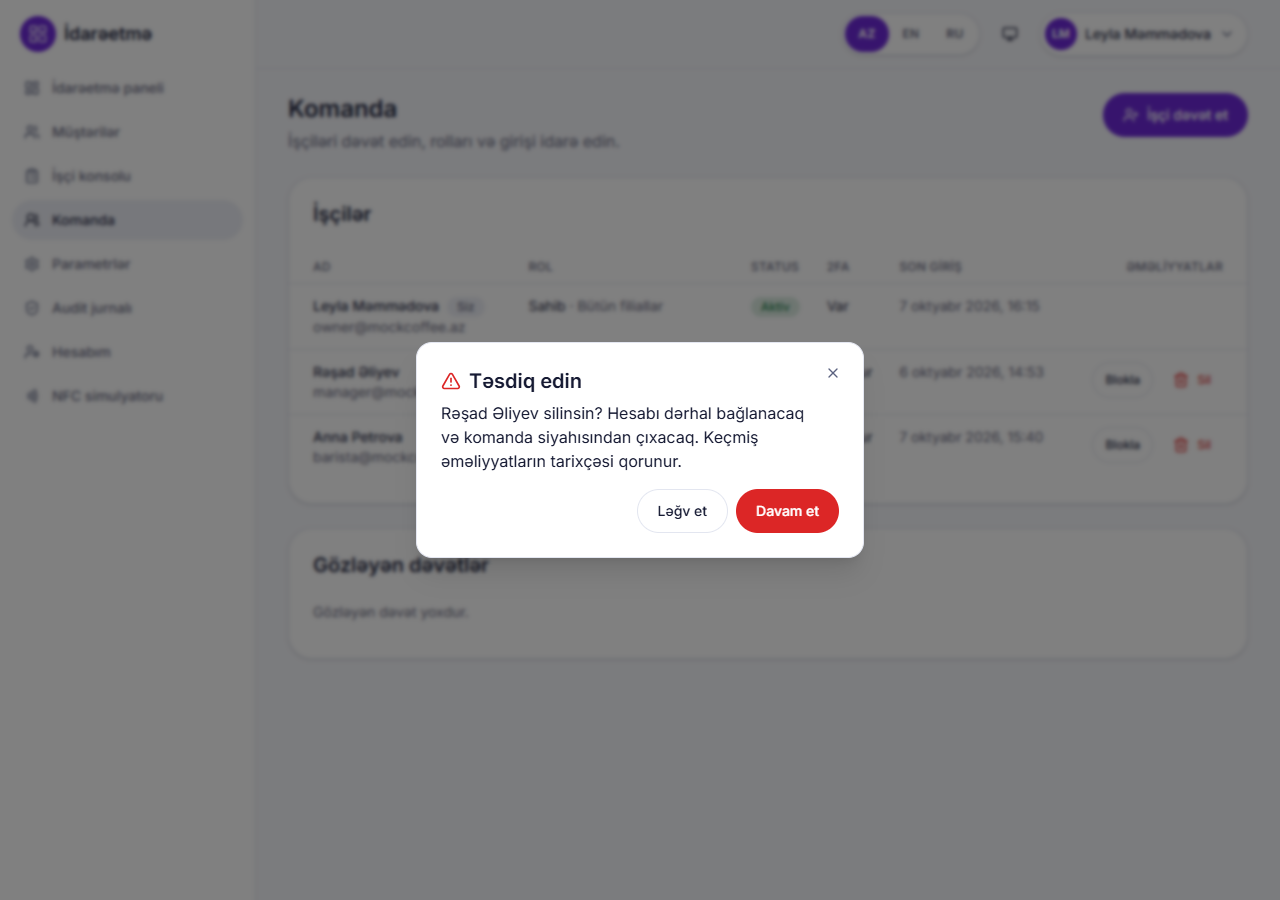 İdarəetmə
AZ EN RU
LM Leyla Məmmədova
İdarəetmə paneli
Müştərilər
İşçi konsolu
Komanda
Parametrlər
Audit jurnalı
Hesabım
NFC simulyatoru
Komanda
İşçiləri dəvət edin, rolları və girişi idarə edin.
İşçi dəvət et
İşçilər
AD ROL STATUS 2FA SON GİRİŞ ƏMƏLİYYATLAR
Leyla Məmmədova Siz Sahib · Bütün filiallar Aktiv Var 7 oktyabr 2026, 16:15
owner@mockcoffee.az
Rəşad Əliyev 6 oktyabr 2026, 14:53 Blokla Sil
Anna Petrova 7 oktyabr 2026, 15:40 Blokla Sil
Təsdiq edin
Rəşad Əliyev silinsin? Hesabı dərhal bağlanacaq
və komanda siyahısından çıxacaq. Keçmiş
əməliyyatların tarixçəsi qorunur.
Ləğv et Davam et
Gözləyən dəvətlər
Gözləyən dəvət yoxdur.